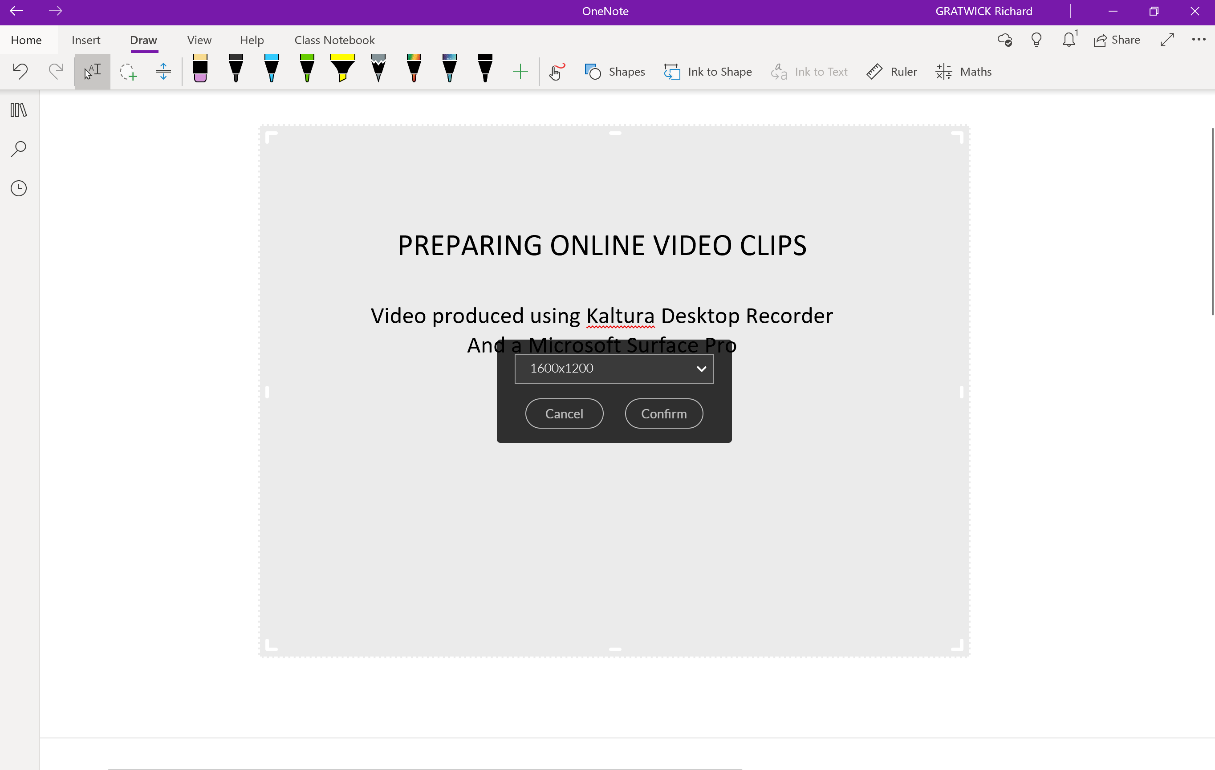 OneNote
GRATWICK Richard
Home Insert Draw View Help Class Notebook
1
Share
Shapes
Ink to Shape
Ink to Text
Ruler
Maths
PREPARING ONLINE VIDEO CLIPS
Video produced using Kaltura Desktop Recorder
And a Microsoft Surface Pro
1600x1200
Cancel
Confirm